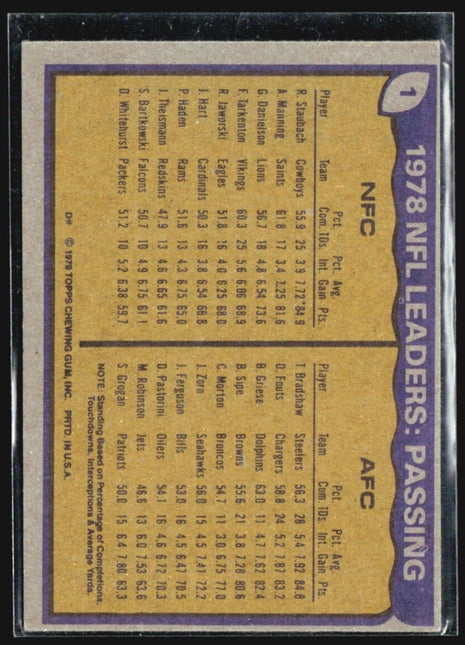 1
1978 NFL LEADERS: PASSING
NFC
Pct. Pct. Avg.
Player Team Com. TDs. Int. Gain Pts.
R. Staubach Cowboys 55.9 25 3.9 7.72*84.9
A. Manning Saints 61.8 17 3.4 7.25 81.6
G. Danielson Lions 56.7 18 4.8 6.54 73.6
F. Tarkenton Vikings 60.3 25 5.6 6.06 68.9
R. Jaworski Eagles 51.8 16 4.0 6.25 68.0
J. Hart Cardinals 50.3 16 3.8 6.54 66.8
P. Haden Rams 51.6 13 4.3 6.75 65.0
J. Theismann Redskins 47.9 13 4.6 6.65 61.6
S. Bartkowski Falcons 50.7 10 4.9 6.75 61.1
D. Whitehurst Packers 51.2 10 5.2 6.38 59.7
AFC
Pct. Pct. Avg.
Player Team Com. TDs. Int. Gain Pts.
T. Bradshaw Steelers 56.3 28 5.4 7.92 84.8
D. Fouts Chargers 58.8 24 5.2 7.87 83.2
B. Griese Dolphins 63.0 11 4.7 7.62 82.4
B. Sipe Browns 55.6 21 3.8 7.28 80.6
C. Morton Broncos 54.7 11 3.0 6.75 77.0
J. Zorn Seahawks 56.0 15 4.5 7.41 72.2
J. Ferguson Bills 53.0 16 4.5 6.47 70.5
D. Pastorini Oilers 54.1 16 4.6 6.72 70.3
M. Robinson Jets 46.6 13 6.0 7.53 63.6
S. Grogan Patriots 50.0 15 6.4 7.80 63.3
NOTE: Standing Based on Percentage of Completions,
Touchdowns, Interceptions & Average Yards.
D* © 1979 TOPPS CHEWING GUM, INC. PRTD. IN U.S.A.